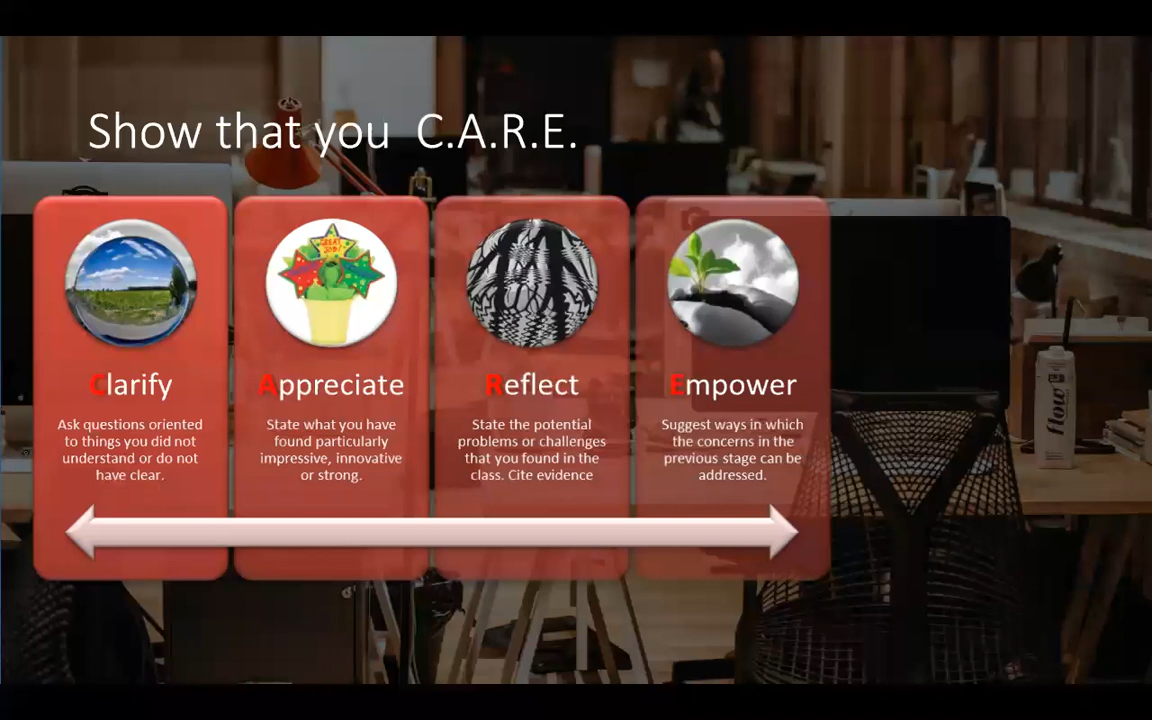 Show that you C.A.R.E.
GREAT
JOB!
Clarify
Ask questions oriented
to things you did not
understand or do not
have clear.
Appreciate
State what you have
found particularly
impressive, innovative
or strong.
Reflect
State the potential
problems or challenges
that you found in the
class. Cite evidence
Empower
Suggest ways in which
the concerns in the
previous stage can be
addressed.
flow